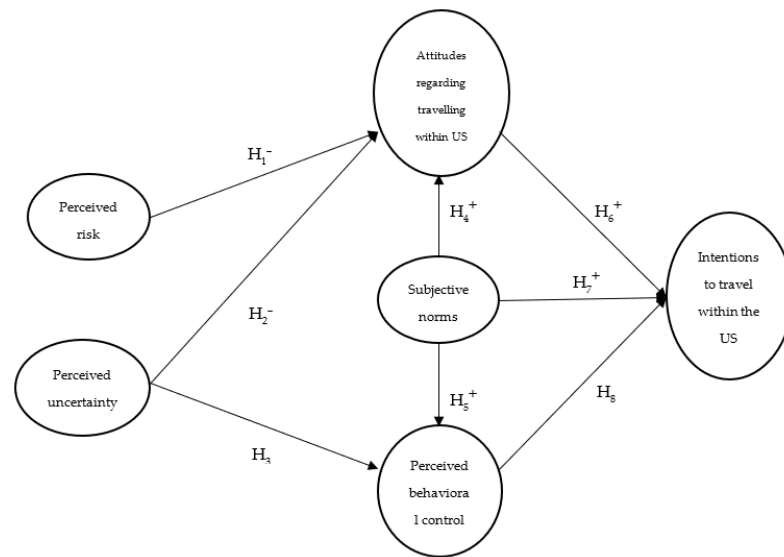 Attitudes
regarding
travelling
within US
H₁⁻
Perceived
risk
H₄⁺
H₆⁺
Intentions
to travel
within the
US
Subjective
norms
H₇⁺
H₂⁻
Perceived
uncertainty
H₅⁺
H₈
H₃
Perceived
behaviora
l control